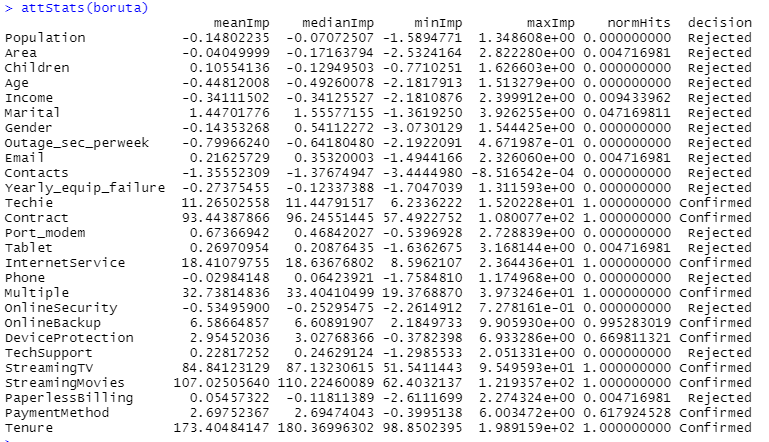 > attStats(boruta)
meanImp medianImp minImp maxImp normHits decision
Population -0.14802235 -0.07072507 -1.5894771 1.348608e+00 0.000000000 Rejected
Area -0.04049999 -0.17163794 -2.5324164 2.822280e+00 0.004716981 Rejected
Children 0.10554136 -0.12949503 -0.7710251 1.626603e+00 0.000000000 Rejected
Age -0.44812008 -0.49260078 -2.1817913 1.513279e+00 0.000000000 Rejected
Income -0.34111502 -0.34125527 -2.1810876 2.399912e+00 0.009433962 Rejected
Marital 1.44701776 1.55577155 -1.3619250 3.926255e+00 0.047169811 Rejected
Gender -0.14353268 0.54112272 -3.0730129 1.544425e+00 0.000000000 Rejected
Outage_sec_perweek -0.79966240 -0.64180480 -2.1922091 4.671987e-01 0.000000000 Rejected
Email 0.21625729 0.35320003 -1.4944166 2.326060e+00 0.004716981 Rejected
Contacts -1.35552309 -1.37674947 -3.4444980 -8.516542e-04 0.000000000 Rejected
Yearly_equip_failure -0.27375455 -0.12337388 -1.7047039 1.311593e+00 0.000000000 Rejected
Techie 11.26502558 11.44791517 6.2336222 1.520228e+01 1.000000000 Confirmed
Contract 93.44387866 96.24551445 57.4922752 1.080077e+02 1.000000000 Confirmed
Port_modem 0.67366942 0.46842027 -0.5396928 2.728839e+00 0.000000000 Rejected
Tablet 0.26970954 0.20876435 -1.6362675 3.168144e+00 0.004716981 Rejected
InternetService 18.41079755 18.63676802 8.5962107 2.364436e+01 1.000000000 Confirmed
Phone -0.02984148 0.06423921 -1.7584810 1.174968e+00 0.000000000 Rejected
Multiple 32.73814836 33.40410499 19.3768870 3.973246e+01 1.000000000 Confirmed
OnlineSecurity -0.53495900 -0.25295475 -2.2614912 7.278161e-01 0.000000000 Rejected
OnlineBackup 6.58664857 6.60891907 2.1849733 9.905930e+00 0.995283019 Confirmed
DeviceProtection 2.95452036 3.02768366 -0.3782398 6.933286e+00 0.669811321 Confirmed
TechSupport 0.22817252 0.24629124 -1.2985533 2.051331e+00 0.000000000 Rejected
StreamingTV 84.84123129 87.13230615 51.5411443 9.549593e+01 1.000000000 Confirmed
StreamingMovies 107.02505640 110.22460089 62.4032137 1.219357e+02 1.000000000 Confirmed
PaperlessBilling 0.05457322 -0.11811389 -2.6111699 2.274324e+00 0.004716981 Rejected
PaymentMethod 2.69752367 2.69474043 -0.3995138 6.003472e+00 0.617924528 Confirmed
Tenure 173.40484147 180.36996302 98.8502395 1.989159e+02 1.000000000 Confirmed